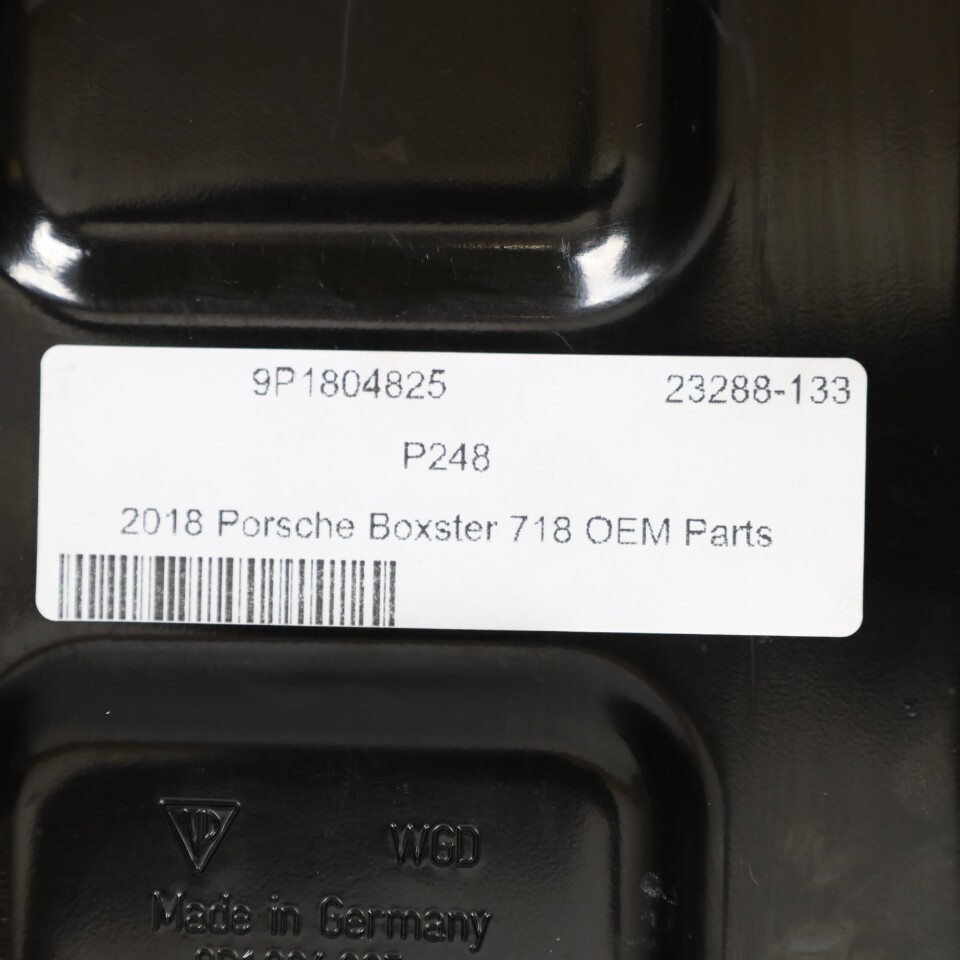 9P1804825 23288-133
P248
2018 Porsche Boxster 718 OEM Parts
WGD
Made in Germany